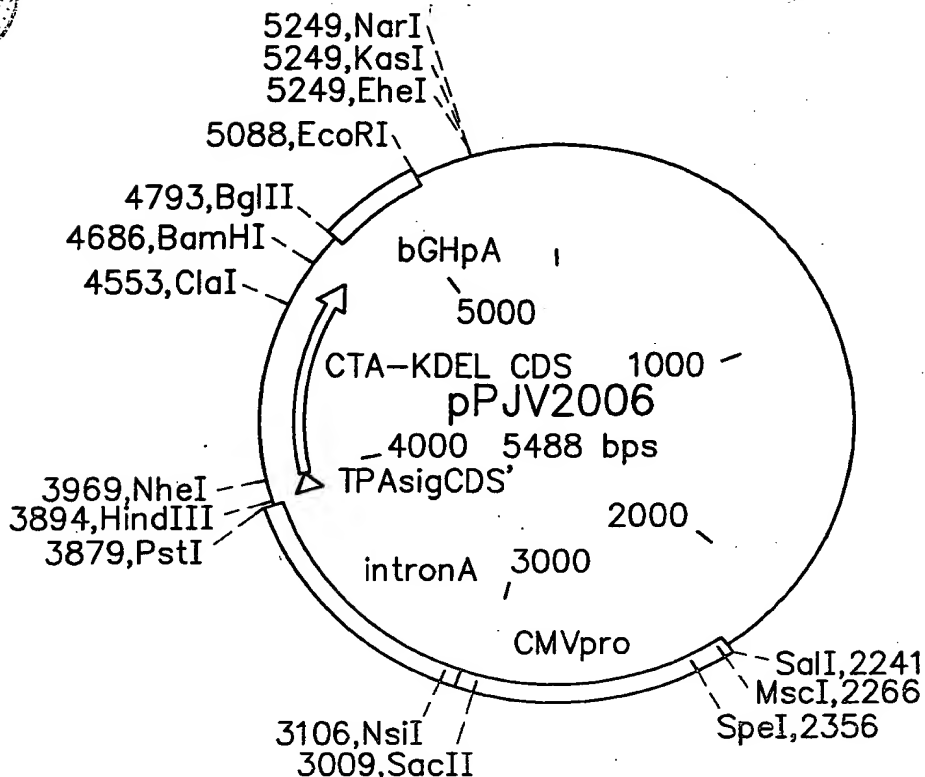 5249,NarI
5249,KasI
5249,EheI
5088,EcoRI
4793,BglII
4686,BamHI
4553,ClaI
bGHpA
5000
CTA-KDEL CDS
1000
pPJV2006
4000
5488 bps
TPAsigCDS'
3969,NheI
3894,HindIII
3879,PstI
2000
intronA
3000
CMVpro
SalI,2241
MscI,2266
SpeI,2356
3106,NsiI
3009,SacII